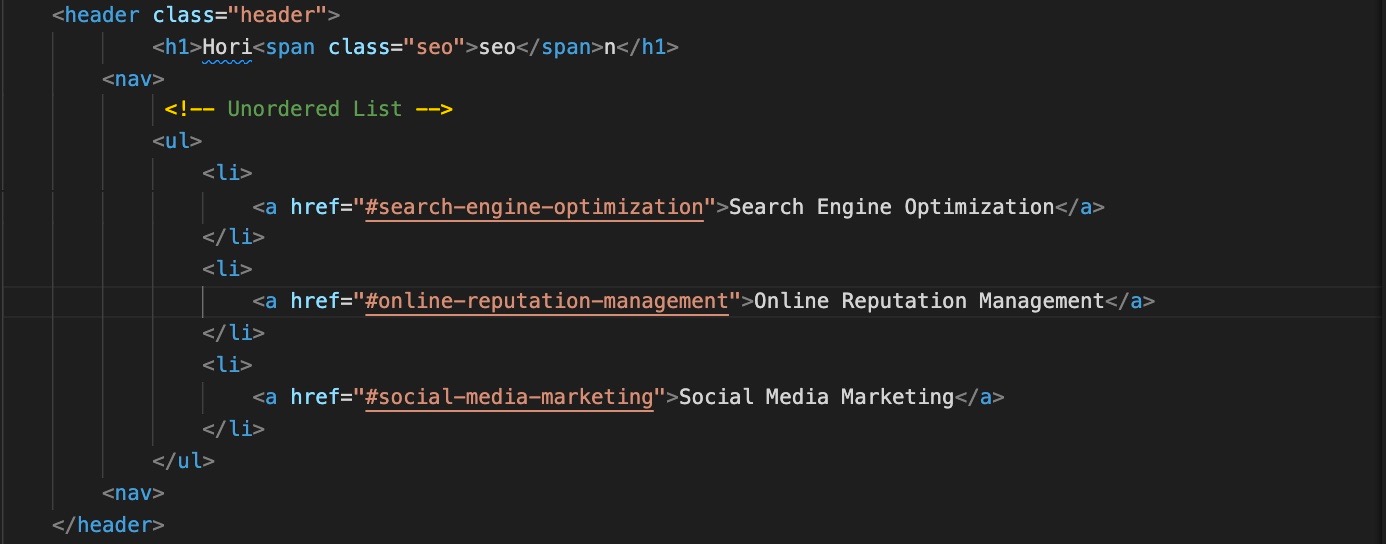 <header class="header">
<h1>Hori<span class="seo">seo</span>n</h1>
<nav>
<!-- Unordered List -->
<ul>
<li>
<a href="#search-engine-optimization">Search Engine Optimization</a>
</li>
<li>
<a href="#online-reputation-management">Online Reputation Management</a>
</li>
<li>
<a href="#social-media-marketing">Social Media Marketing</a>
</li>
</ul>
<nav>
</header>